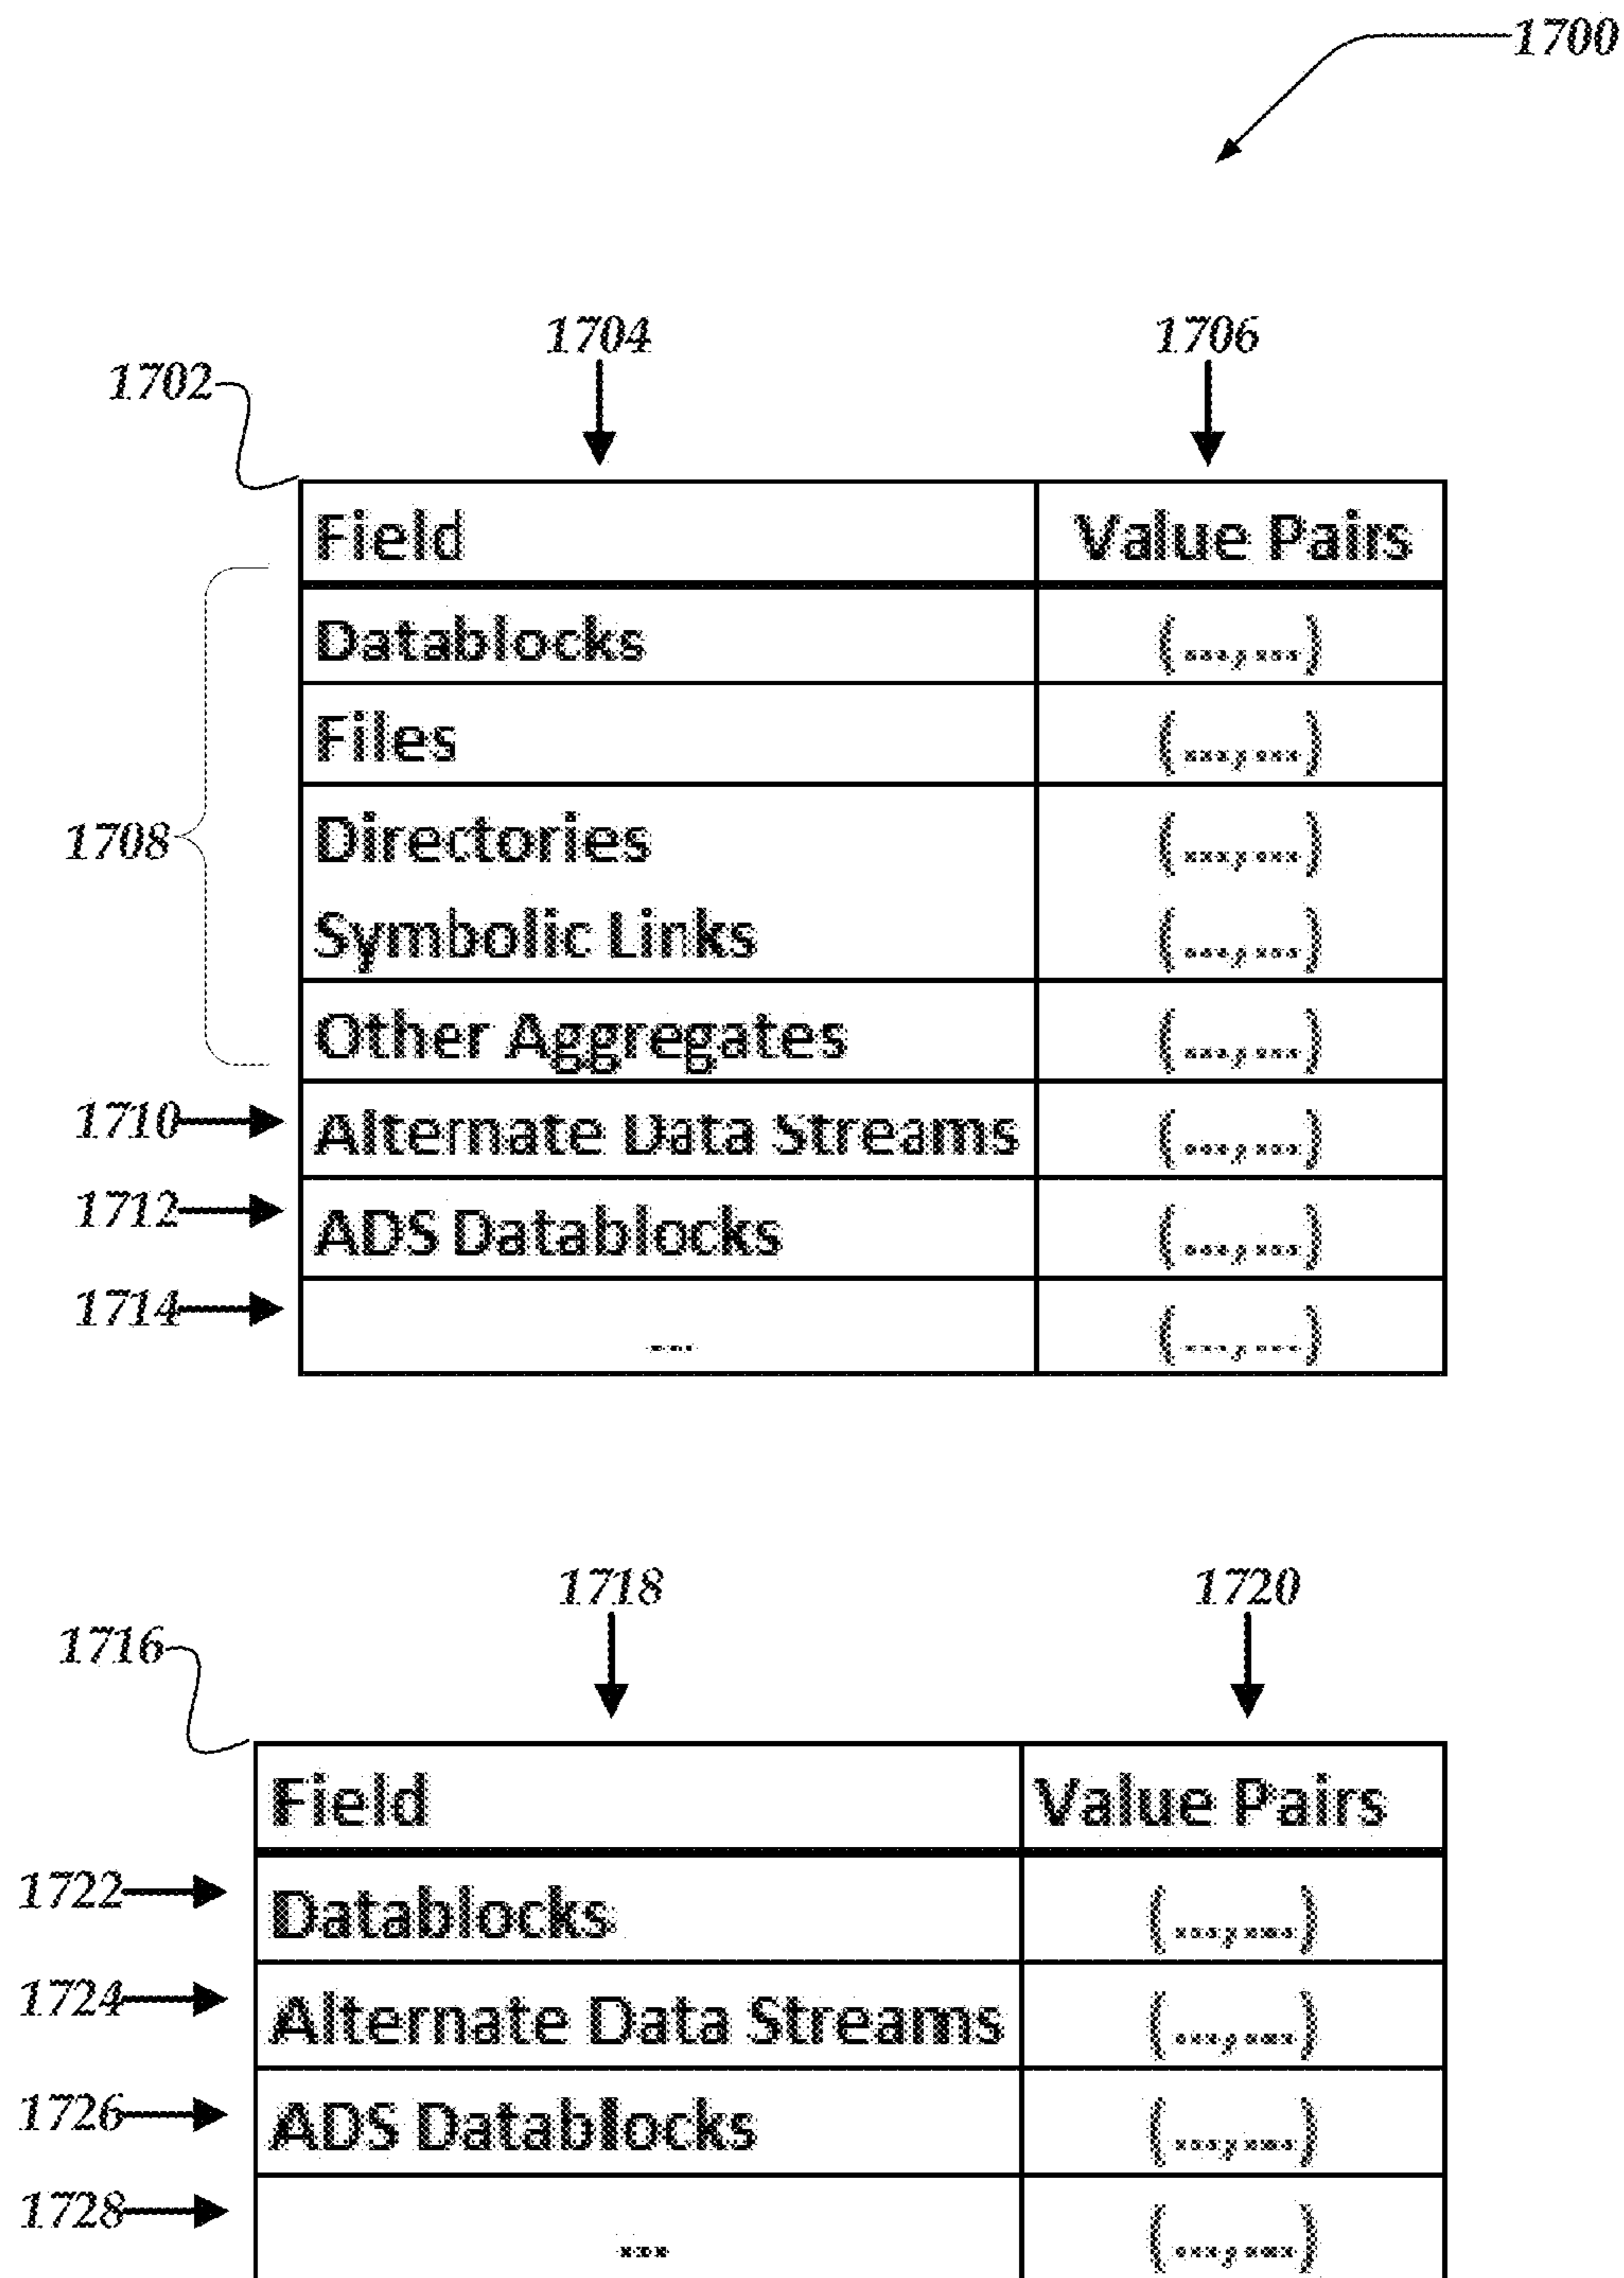 1700
1704 1706
1702
Field Value Pairs
Datablocks (...,...)
Files (...,...)
1708 Directories (...,...)
Symbolic Links (...,...)
Other Aggregates (...,...)
1710 Alternate Data Streams (...,...)
1712 ADS Datablocks (...,...)
1714 ... (...,...)
1718 1720
1716
Field Value Pairs
1722 Datablocks (...,...)
1724 Alternate Data Streams (...,...)
1726 ADS Datablocks (...,...)
1728 ... (...,...)